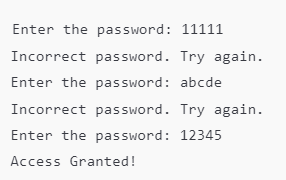 Enter the password: 11111
Incorrect password. Try again.
Enter the password: abcde
Incorrect password. Try again.
Enter the password: 12345
Access Granted!